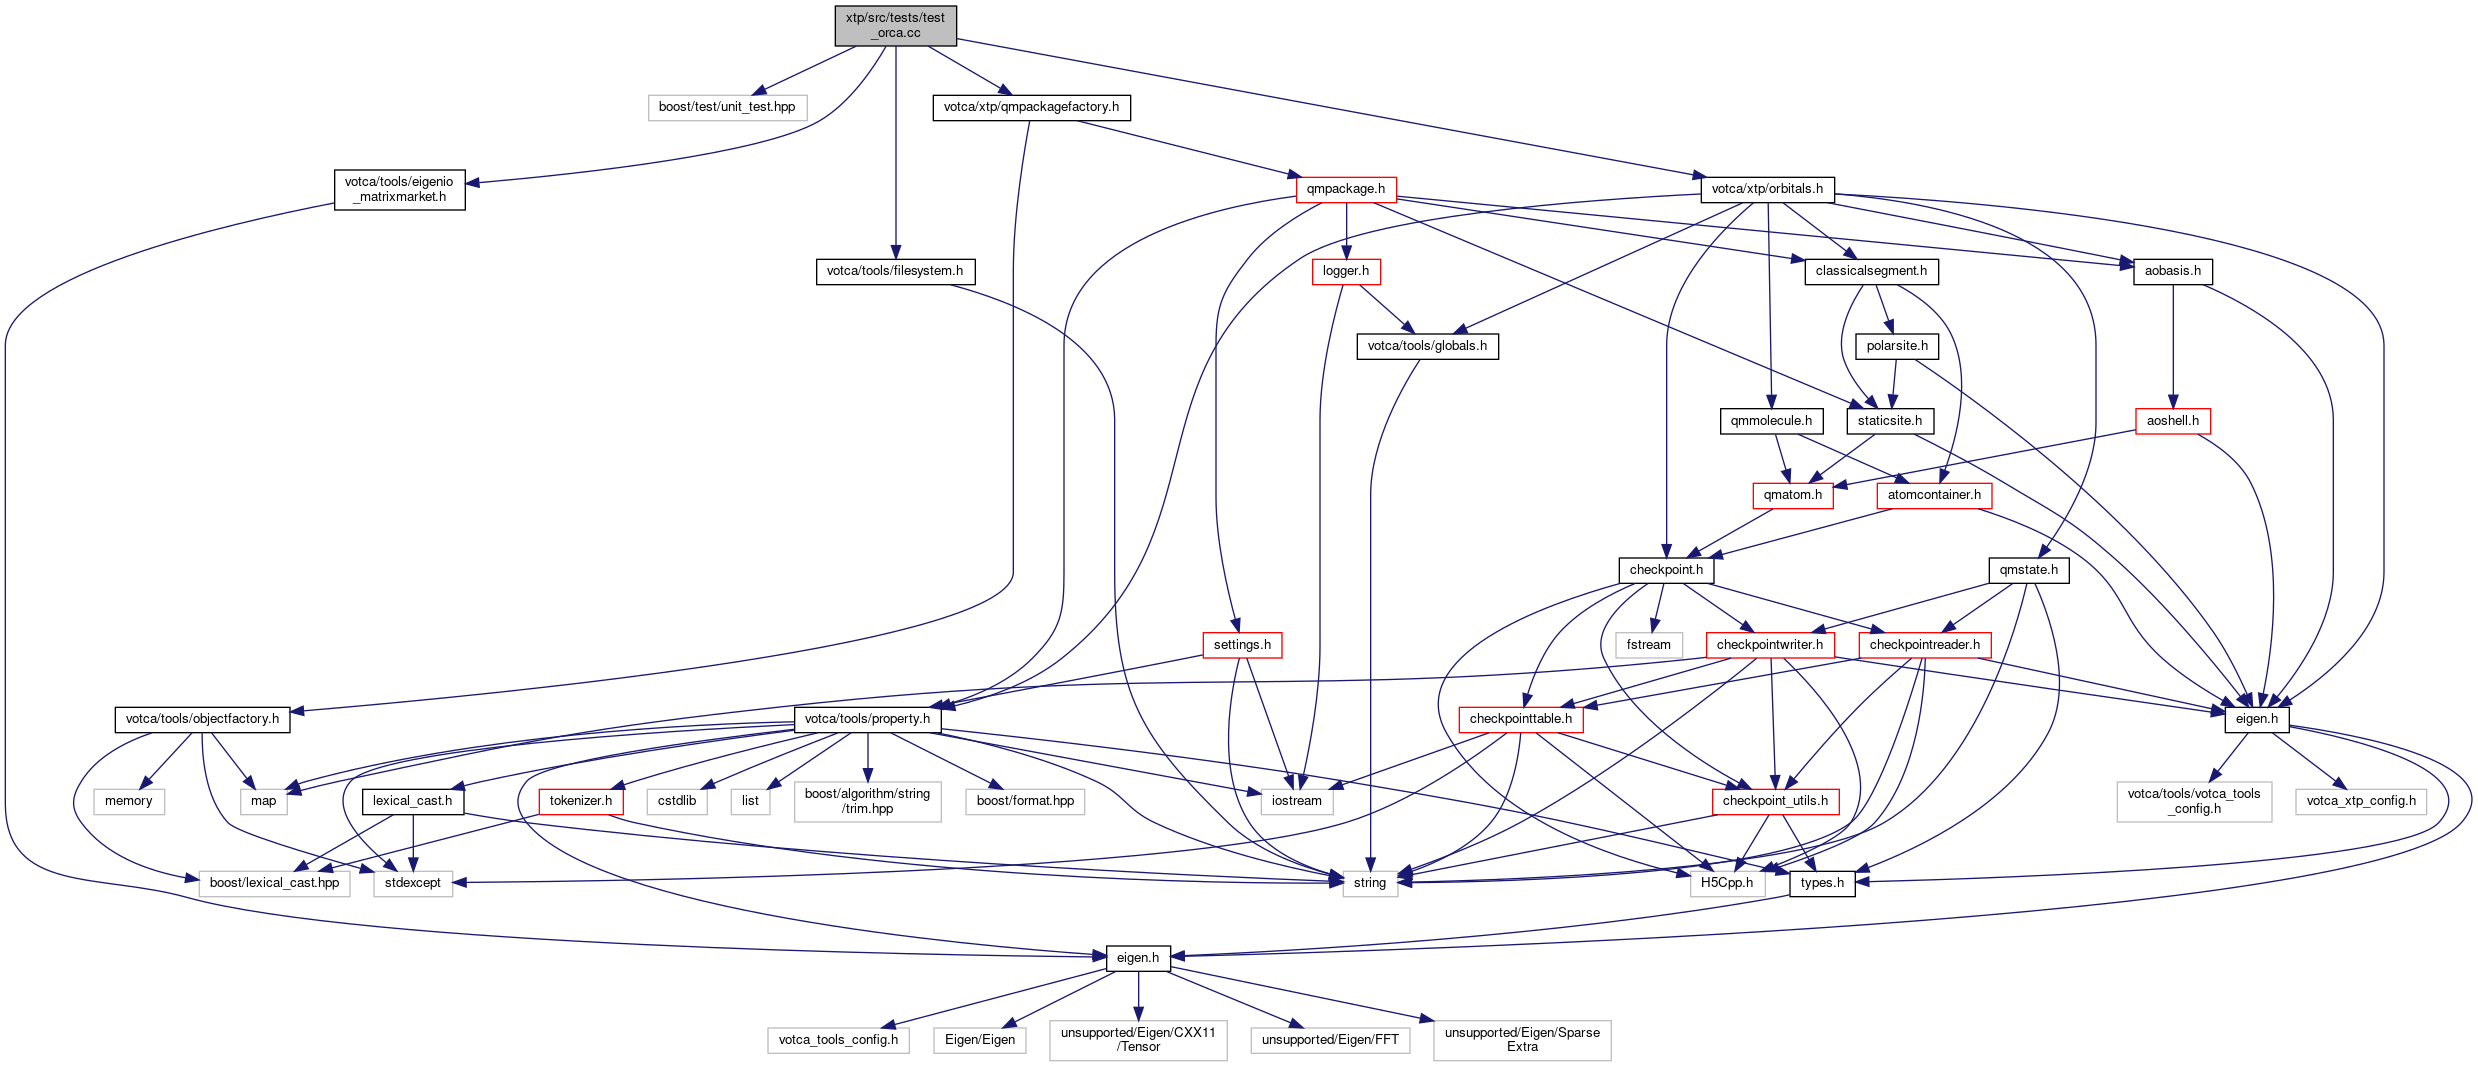 xtp/src/tests/test
_orca.cc
boost/test/unit_test.hpp
votca/xtp/qmpackagefactory.h
votca/tools/eigenio
_matrixmarket.h
qmpackage.h
votca/xtp/orbitals.h
votca/tools/filesystem.h
logger.h
classicalsegment.h
aobasis.h
votca/tools/globals.h
polarsite.h
qmmolecule.h
staticsite.h
aoshell.h
qmatom.h
atomcontainer.h
checkpoint.h
qmstate.h
settings.h
fstream
checkpointwriter.h
checkpointreader.h
votca/tools/objectfactory.h
votca/tools/property.h
checkpointtable.h
eigen.h
memory
map
lexical_cast.h
tokenizer.h
cstdlib
list
boost/algorithm/string
/trim.hpp
boost/format.hpp
iostream
checkpoint_utils.h
votca/tools/votca_tools
_config.h
votca_xtp_config.h
boost/lexical_cast.hpp
stdexcept
string
H5Cpp.h
types.h
eigen.h
votca_tools_config.h
Eigen/Eigen
unsupported/Eigen/CXX11
/Tensor
unsupported/Eigen/FFT
unsupported/Eigen/Sparse
Extra